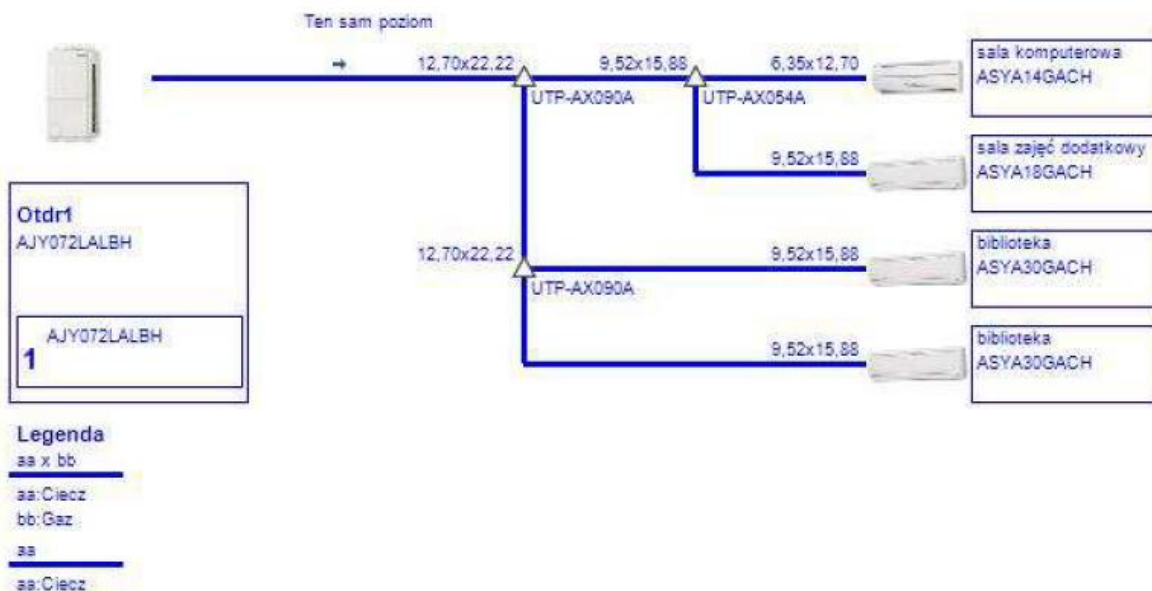 Ten sam poziom
12,70x22,22
9,52x15,88
6,35x12,70
sala komputerowa
ASYA14GACH
UTP-AX090A
UTP-AX054A
9,52x15,88
sala zajęć dodatkowy
ASYA18GACH
Otdr1
AJY072LALBH
12,70x22,22
9,52x15,88
biblioteka
ASYA30GACH
UTP-AX090A
AJY072LALBH
1
9,52x15,88
biblioteka
ASYA30GACH
Legenda
aa x bb
aa:Ciecz
bb:Gaz
aa
aa:Ciecz